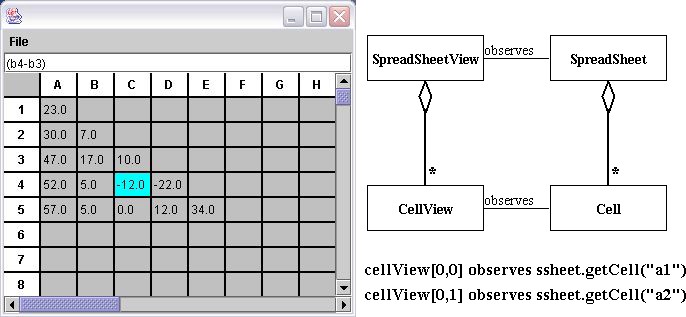 File
(b4-b3)
A B C D E F G H
1 23.0
2 30.0 7.0
3 47.0 17.0 10.0
4 52.0 5.0 -12.0 -22.0
5 57.0 5.0 0.0 12.0 34.0
6
7
8
SpreadSheetView observes SpreadSheet
* *
CellView observes Cell
cellView[0,0] observes ssheet.getCell("a1")
cellView[0,1] observes ssheet.getCell("a2")